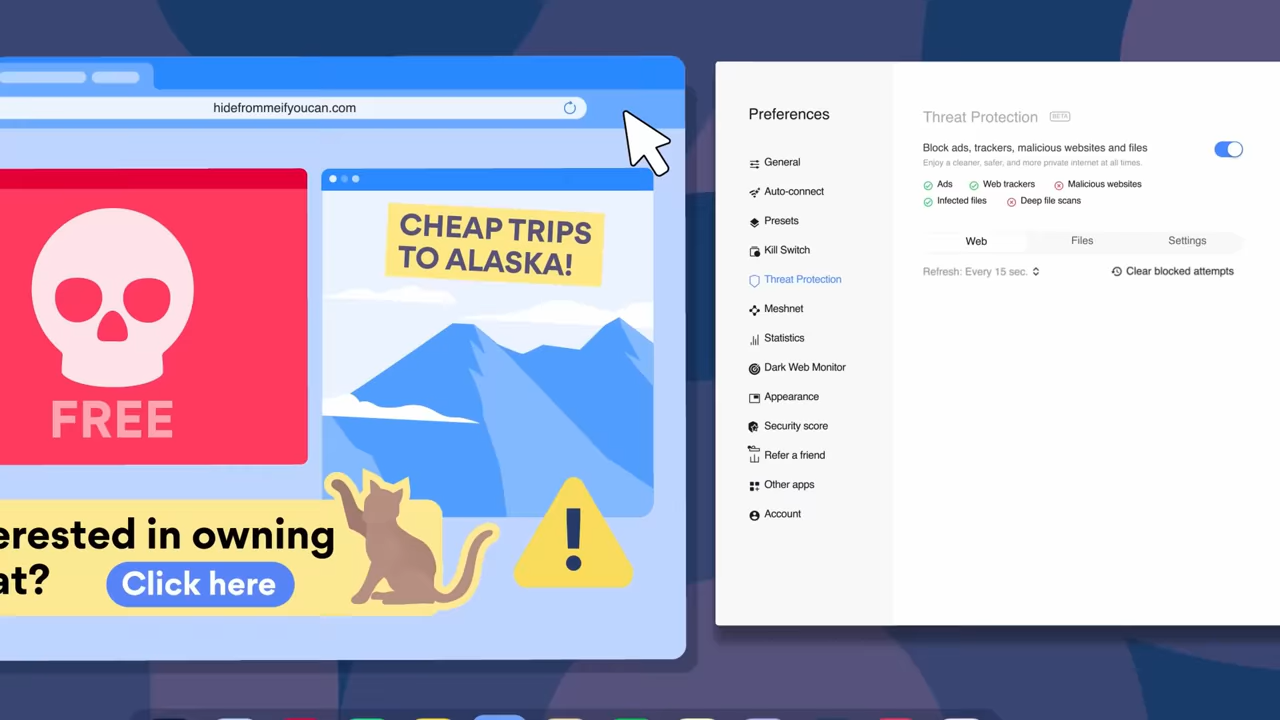 hidefrommeifyoucan.com
FREE
CHEAP TRIPS
TO ALASKA!
erested in owning
at?
Click here
Preferences
General
Auto-connect
Presets
Kill Switch
Threat Protection
Meshnet
Statistics
Dark Web Monitor
Appearance
Security score
Refer a friend
Other apps
Account
Threat Protection BETA
Block ads, trackers, malicious websites and files
Enjoy a cleaner, safer, and more private internet at all times.
Ads Web trackers Malicious websites
Infected files Deep file scans
Web Files Settings
Refresh: Every 15 sec. Clear blocked attempts